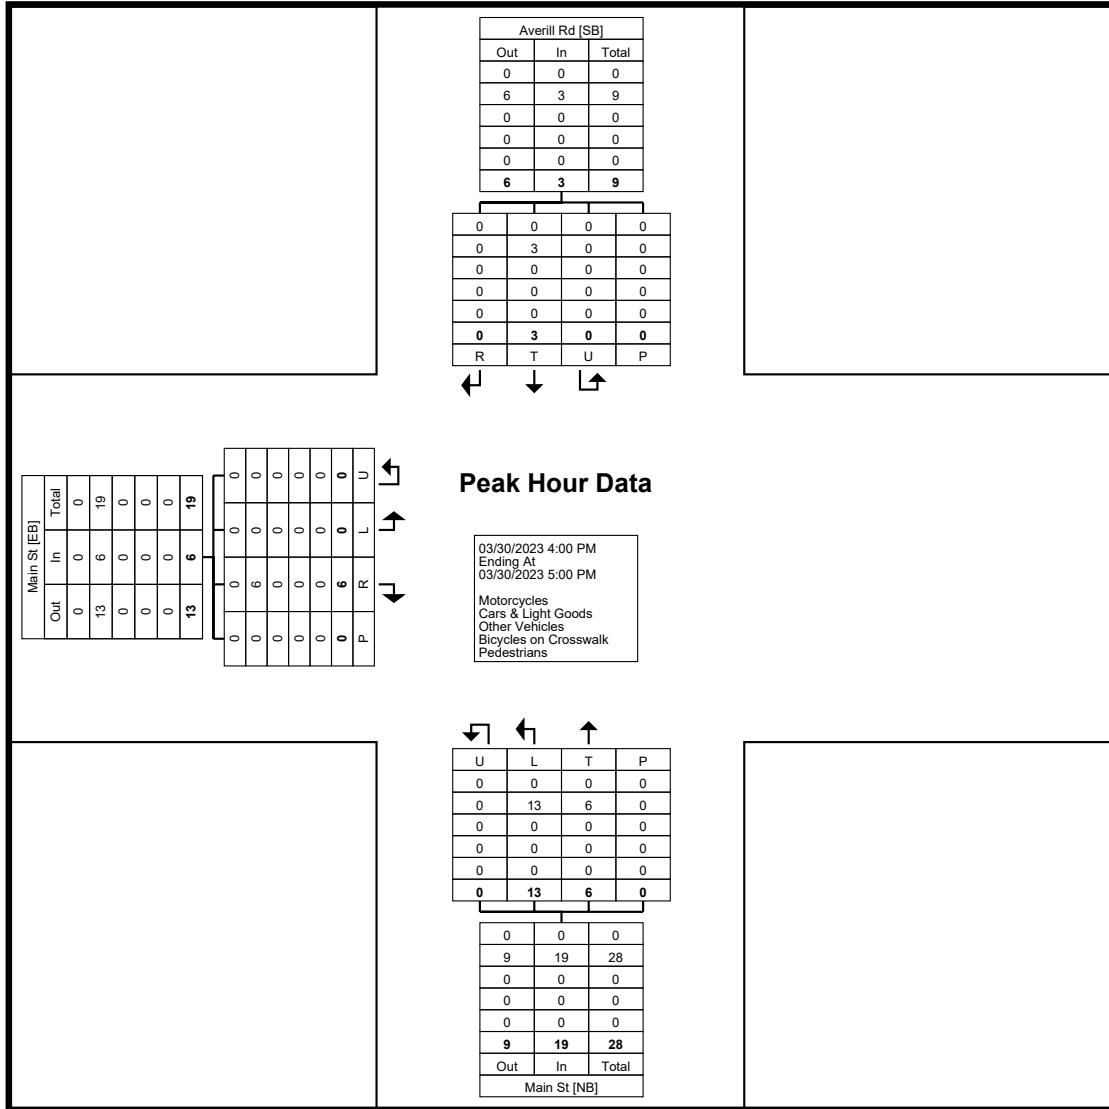 Averill Rd [SB]
Out In Total
0 0 0
6 3 9
0 0 0
0 0 0
0 0 0
6 3 9
0 0 0 0
0 3 0 0
0 0 0 0
0 0 0 0
0 0 0 0
0 3 0 0
R T U P
Main St [EB]
Out In Total
0 0 0
13 6 19
0 0 0
0 0 0
0 0 0
13 6 19
0 0 0 0
0 6 0 0
0 0 0 0
0 0 0 0
0 0 0 0
0 6 0 0
P R L U
Peak Hour Data
03/30/2023 4:00 PM
Ending At
03/30/2023 5:00 PM
Motorcycles
Cars & Light Goods
Other Vehicles
Bicycles on Crosswalk
Pedestrians
U L T P
0 0 0 0
0 13 6 0
0 0 0 0
0 0 0 0
0 0 0 0
0 13 6 0
0 0 0
9 19 28
0 0 0
0 0 0
0 0 0
9 19 28
Out In Total
Main St [NB]